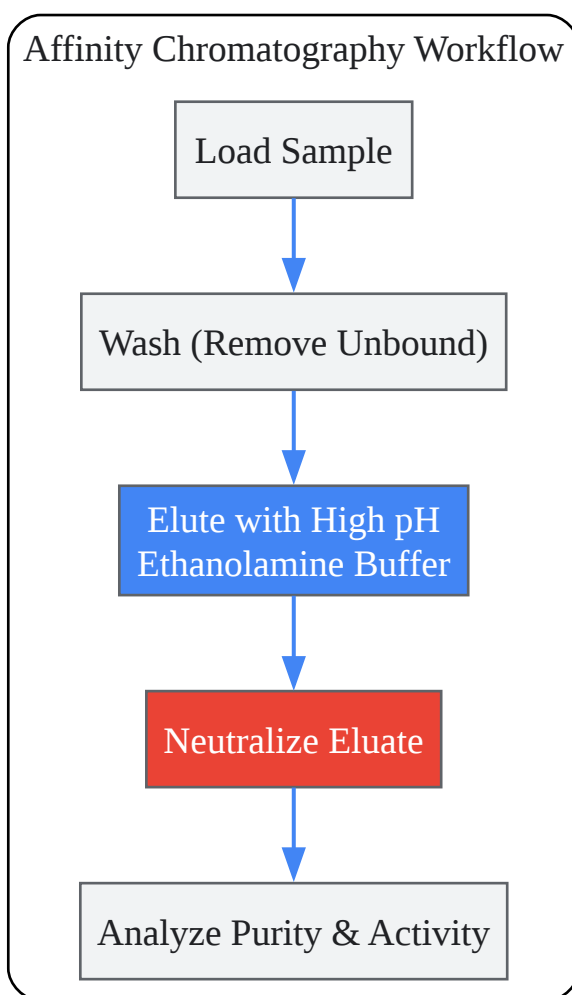 Affinity Chromatography Workflow
Load Sample
Wash (Remove Unbound)
Elute with High pH
Ethanolamine Buffer
Neutralize Eluate
Analyze Purity & Activity